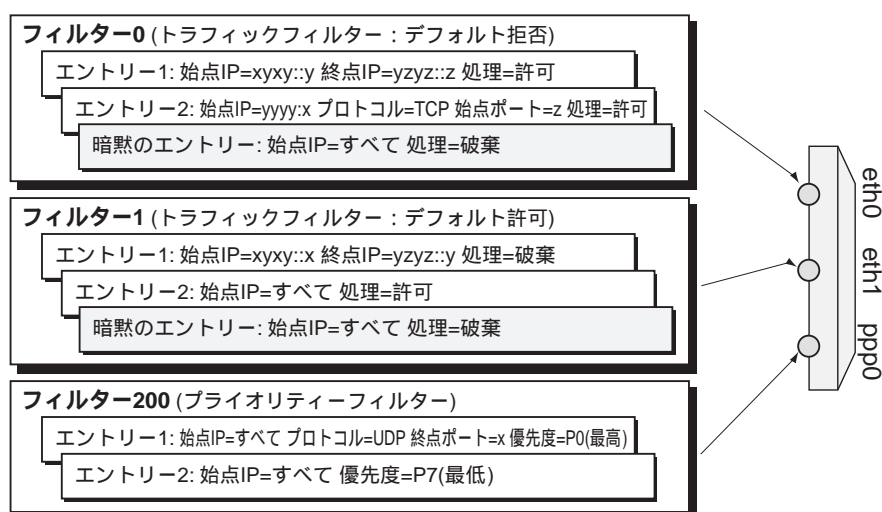 フィルター0 (トラフィックフィルター：デフォルト拒否)
エントリー1: 始点IP=xyxy::y 終点IP=yzyz::z 処理=許可
エントリー2: 始点IP=yyyy:x プロトコル=TCP 始点ポート=z 処理=許可
暗黙のエントリー: 始点IP=すべて 処理=破棄
フィルター1 (トラフィックフィルター：デフォルト許可)
エントリー1: 始点IP=xyxy::x 終点IP=yzyz::y 処理=破棄
エントリー2: 始点IP=すべて 処理=許可
暗黙のエントリー: 始点IP=すべて 処理=破棄
フィルター200 (プライオリティーフィルター)
エントリー1: 始点IP=すべて プロトコル=UDP 終点ポート=x 優先度=P0(最高)
エントリー2: 始点IP=すべて 優先度=P7(最低)
eth0
eth1
ppp0